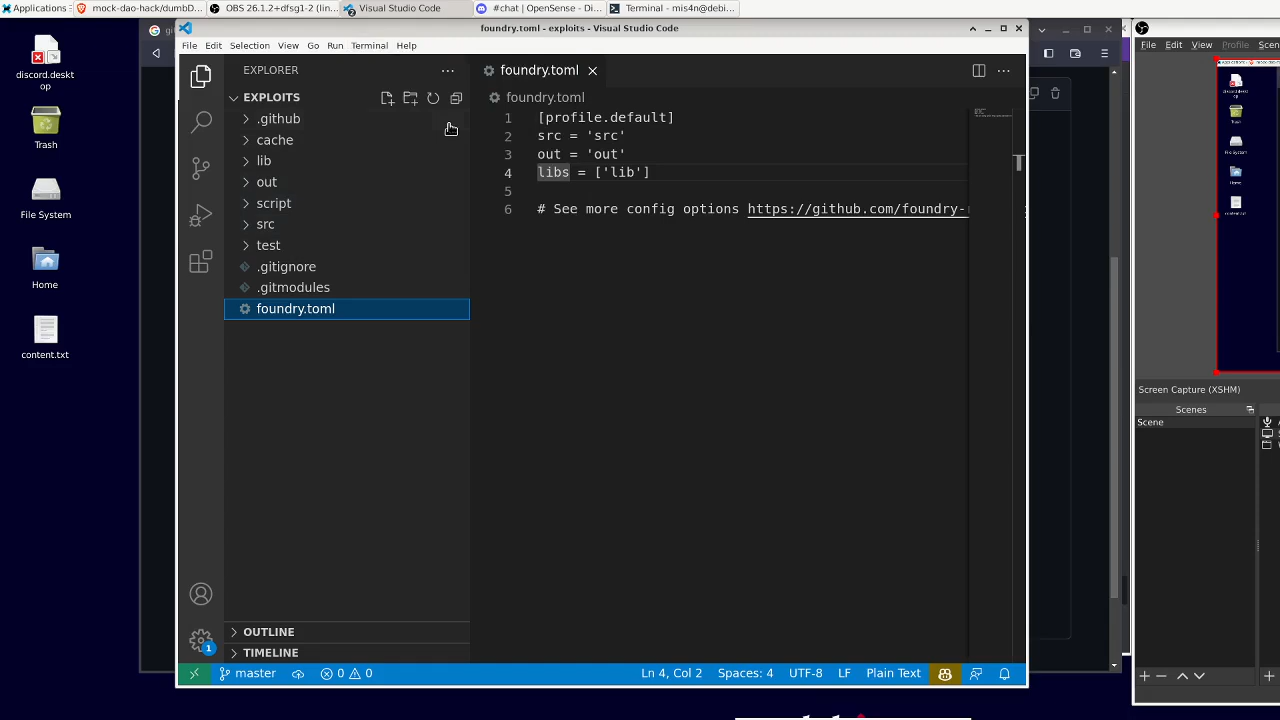 Applications
mock-dao-hack/dumbD...
OBS 26.1.2+dfsg1-2 (lin...
Visual Studio Code
2
#chat | OpenSense - Di...
Terminal - mis4n@debi...
discord.deskt
op
Trash
File System
Home
content.txt
foundry.toml - exploits - Visual Studio Code
File Edit Selection View Go Run Terminal Help
EXPLORER
EXPLOITS
.github
cache
lib
out
script
src
test
.gitignore
.gitmodules
foundry.toml
OUTLINE
TIMELINE
1
foundry.toml
foundry.toml
1 [profile.default]
2 src = 'src'
3 out = 'out'
4 libs = ['lib']
5
6 # See more config options https://github.com/foundry-
master
0 0
Ln 4, Col 2
Spaces: 4
UTF-8
LF
Plain Text
File Edit View Profile Scen
Screen Capture (XSHM)
Scenes
Scene